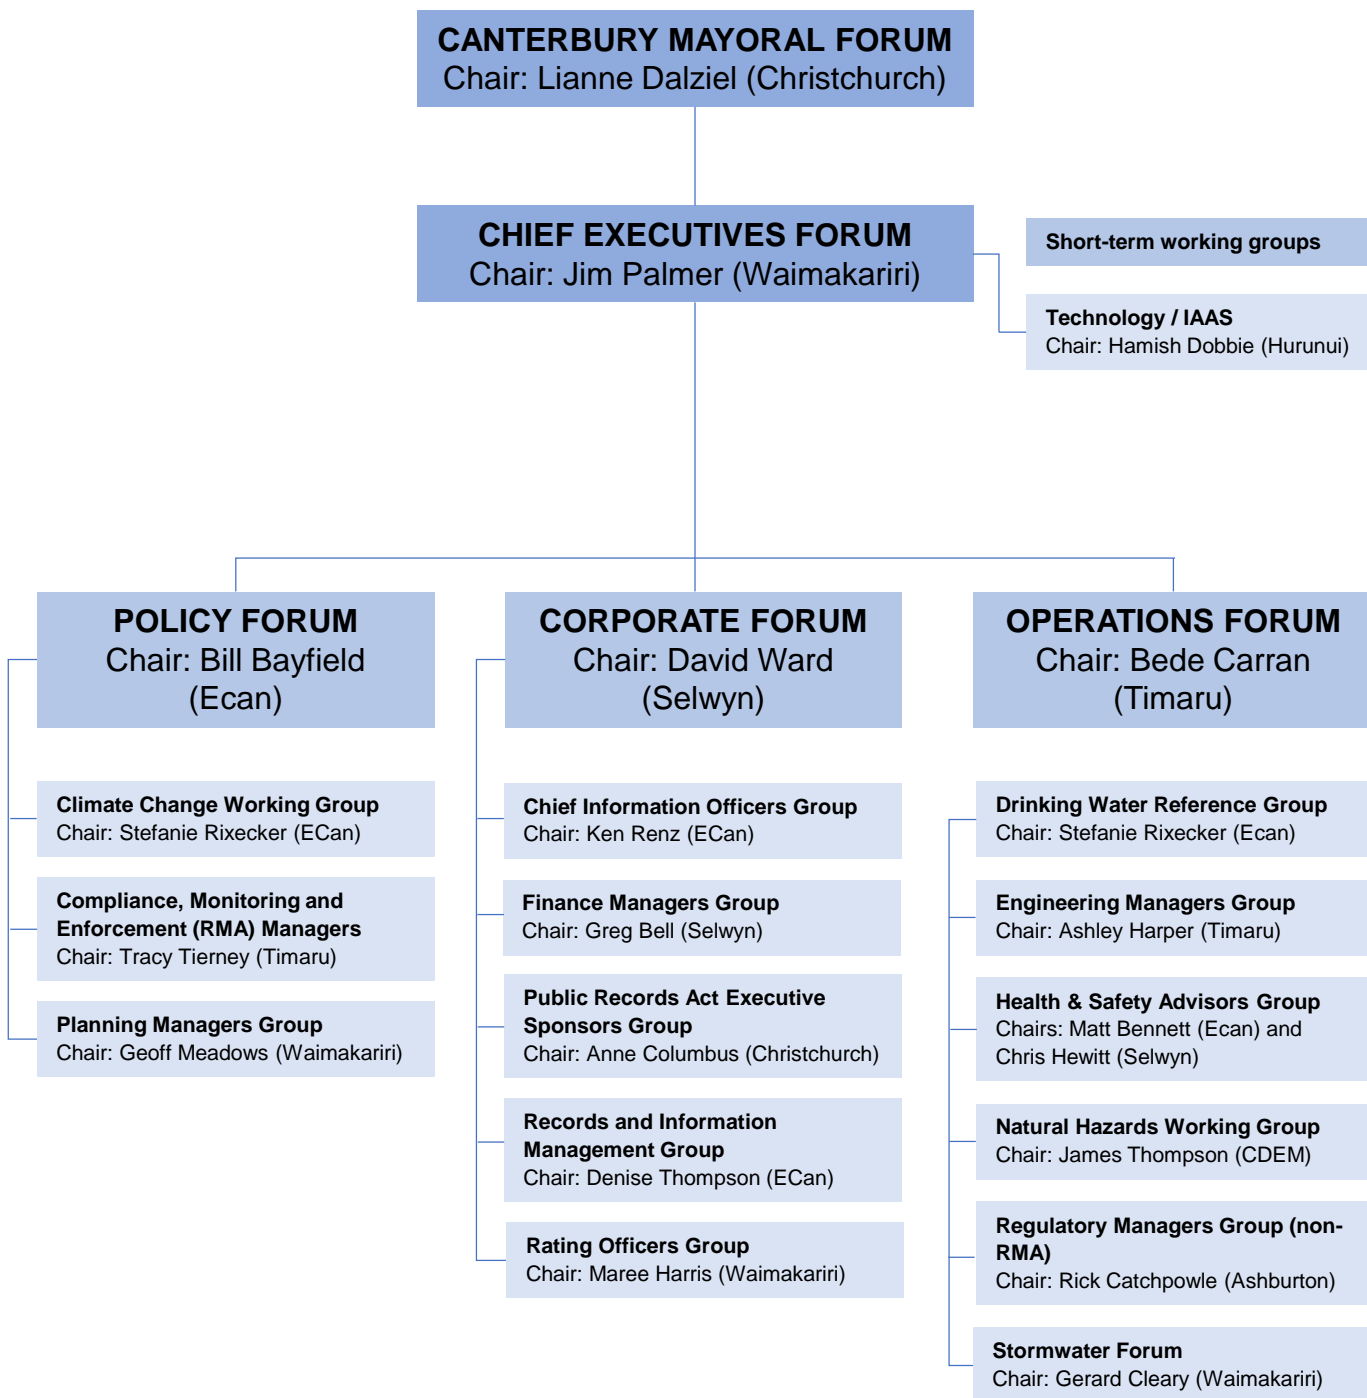 CANTERBURY MAYORAL FORUM
Chair: Lianne Dalziel (Christchurch)
CHIEF EXECUTIVES FORUM
Chair: Jim Palmer (Waimakariri)
Short-term working groups
Technology / IAAS
Chair: Hamish Dobbie (Hurunui)
POLICY FORUM
Chair: Bill Bayfield
(Ecan)
Climate Change Working Group
Chair: Stefanie Rixecker (ECan)
Compliance, Monitoring and
Enforcement (RMA) Managers
Chair: Tracy Tierney (Timaru)
Planning Managers Group
Chair: Geoff Meadows (Waimakariri)
CORPORATE FORUM
Chair: David Ward
(Selwyn)
Chief Information Officers Group
Chair: Ken Renz (ECan)
Finance Managers Group
Chair: Greg Bell (Selwyn)
Public Records Act Executive
Sponsors Group
Chair: Anne Columbus (Christchurch)
Records and Information
Management Group
Chair: Denise Thompson (ECan)
Rating Officers Group
Chair: Maree Harris (Waimakariri)
OPERATIONS FORUM
Chair: Bede Carran
(Timaru)
Drinking Water Reference Group
Chair: Stefanie Rixecker (Ecan)
Engineering Managers Group
Chair: Ashley Harper (Timaru)
Health & Safety Advisors Group
Chairs: Matt Bennett (Ecan) and
Chris Hewitt (Selwyn)
Natural Hazards Working Group
Chair: James Thompson (CDEM)
Regulatory Managers Group (non-
RMA)
Chair: Rick Catchpowle (Ashburton)
Stormwater Forum
Chair: Gerard Cleary (Waimakariri)